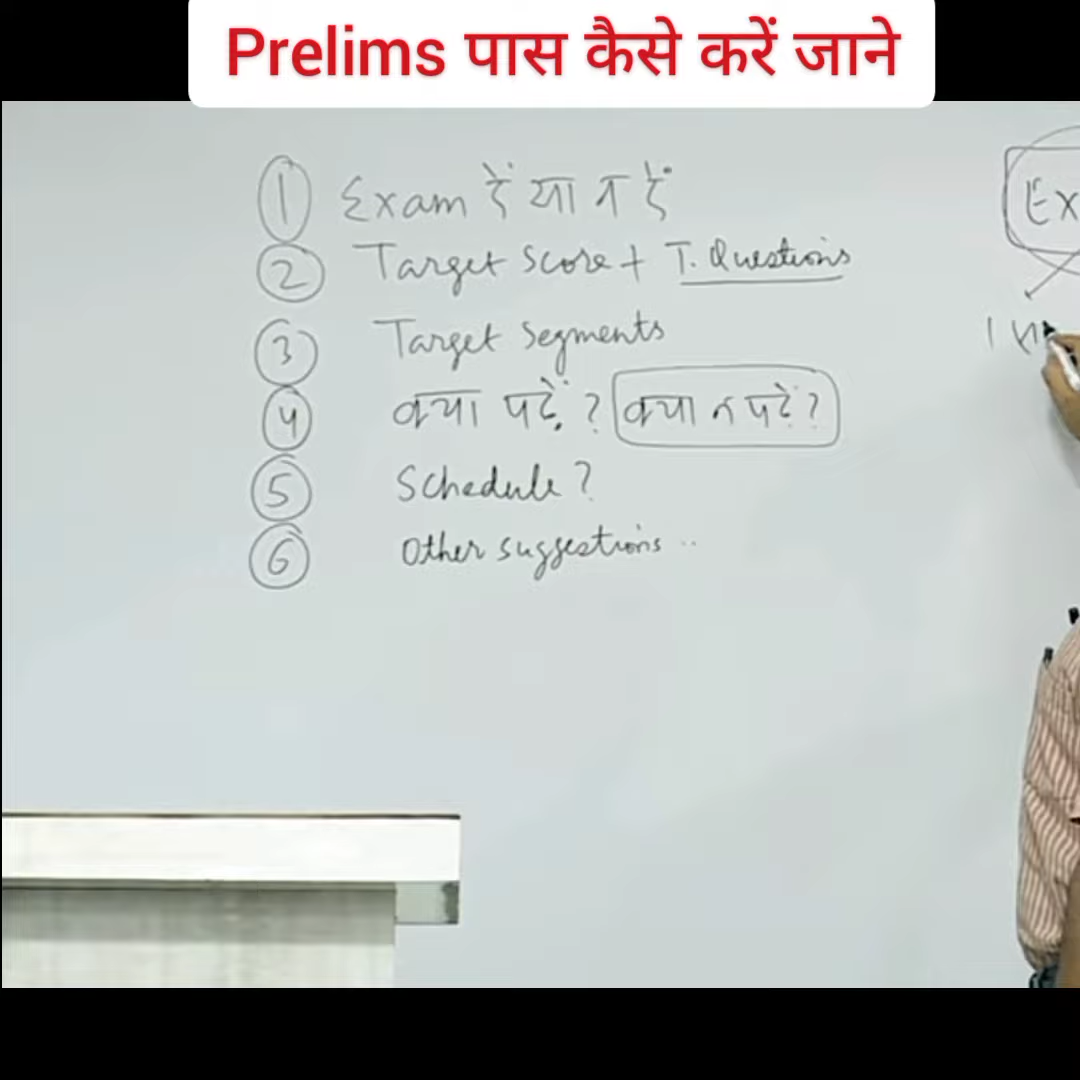 Prelims पास कैसे करें जाने
1 Exam दें या न दें
2 Target Score + T. Questions
3 Target Segments
4 क्या पढ़ें? क्या न पढ़ें?
5 Schedule?
6 Other suggestions ..
Ex